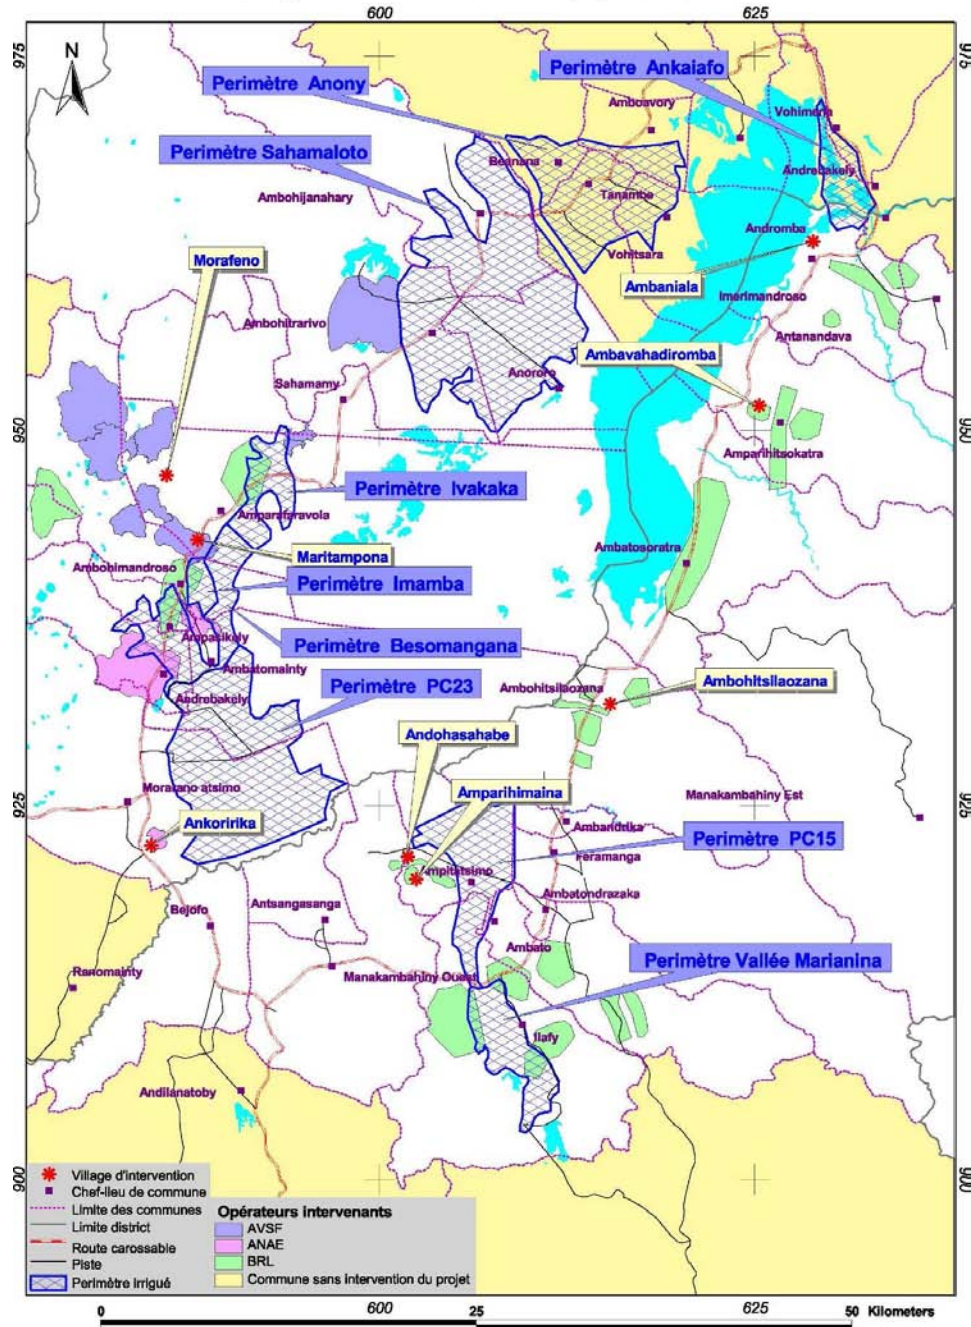 600
625
975
975
N
Perimètre Anony
Perimètre Ankaiafo
Amboavory
Vohimena
Perimètre Sahamaloto
Beanana
Andrebakely
Ambohijanahary
Tanambe
Andromba
Morafeno
Vohitsara
Ambaniala
Imerimandroso
Ambohitrarivo
Antanandava
Ambavahadiromba
Sahamamy
Anororo
950
950
Amparihitsokatra
Perimètre Ivakaka
Amparafaravola
Maritampona
Ambatosoratra
Ambohimandroso
Perimètre Imamba
Ampasikely
Perimètre Besomangana
Ambatomainty
Perimètre PC23
Ambohitsilaozana
Ambohitsilaozana
Andrebakely
Andohasahabe
Morarano atsimo
Amparihimaina
Manakambahiny Est
925
925
Ankoririka
Ambandrika
Perimètre PC15
Feramanga
Ampitatsimo
Antsangasanga
Ambatondrazaka
Bejofo
Ambato
Perimètre Vallée Marianina
Ranomainty
Manakambahiny Ouest
Ilafy
Andilanatoby
900
900
Village d'intervention
Chef-lieu de commune
Limite des communes
Limite district
Route carossable
Piste
Perimètre irrigué
Opérateurs intervenants
AVSF
ANAE
BRL
Commune sans intervention du projet
600
625
0
25
50 Kilometers